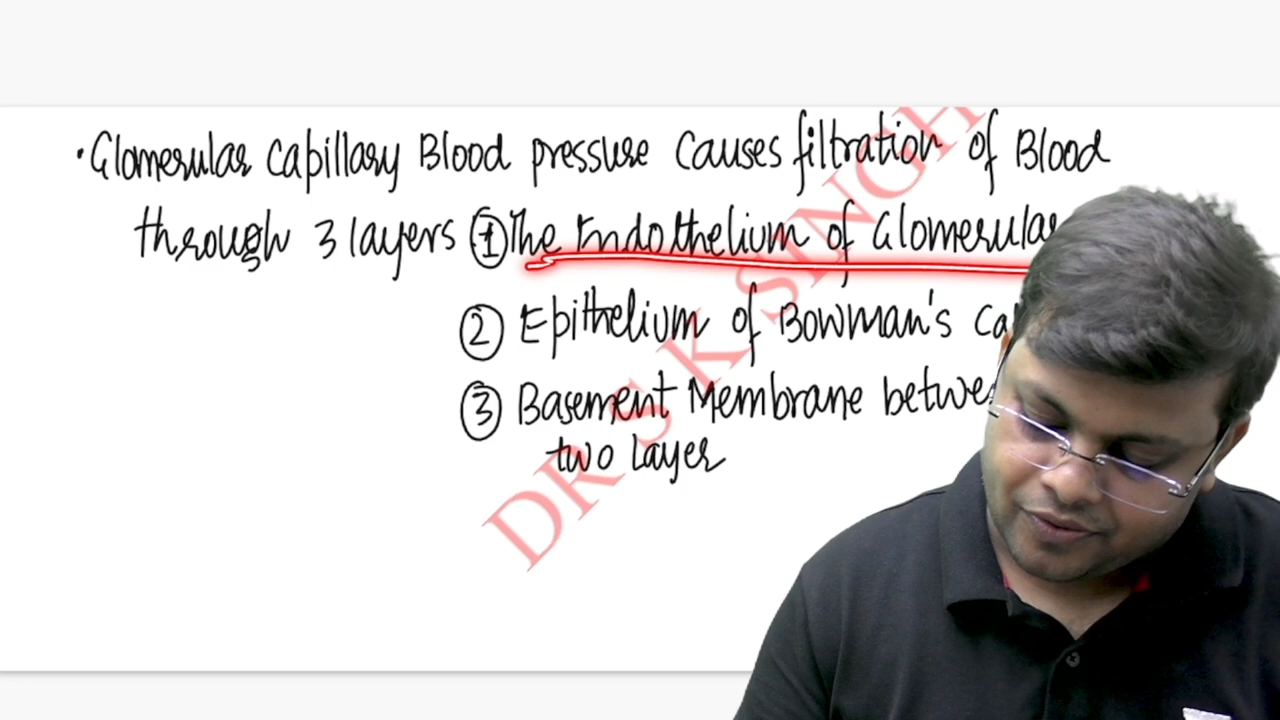 ·Glomerular Capillary Blood pressure Causes filtration of Blood
through 3 layers ① The Endothelium of Glomerular
② Epithelium of Bowman's
③ Basement Membrane
two layer
DR S K SINGH